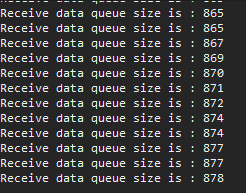 Receive data queue size is : 865
Receive data queue size is : 865
Receive data queue size is : 867
Receive data queue size is : 869
Receive data queue size is : 870
Receive data queue size is : 871
Receive data queue size is : 872
Receive data queue size is : 874
Receive data queue size is : 874
Receive data queue size is : 877
Receive data queue size is : 877
Receive data queue size is : 878